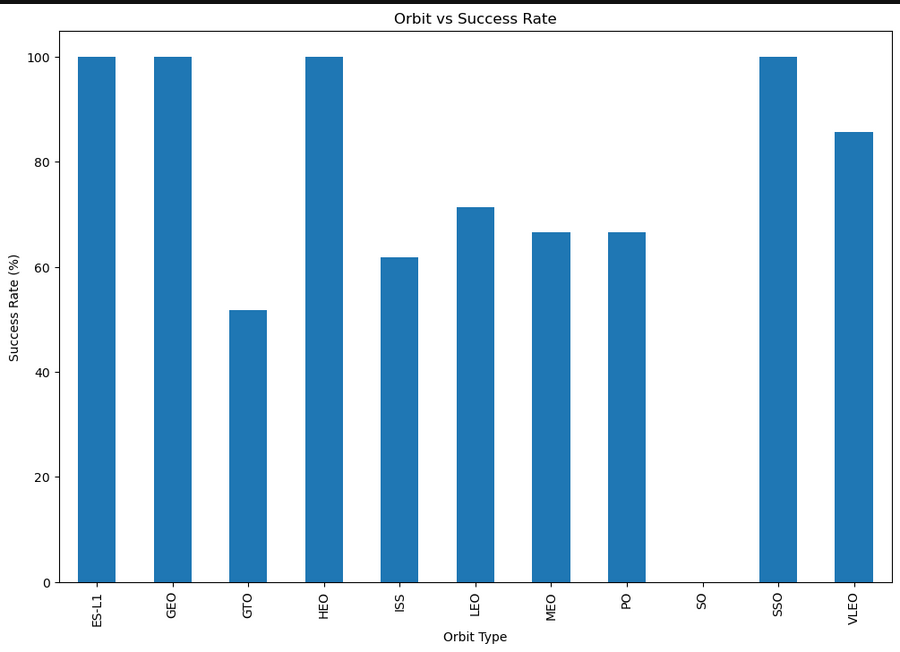 Orbit vs Success Rate
100
80
60
40
20
0
Success Rate (%)
ES-L1
GEO
GTO
HEO
ISS
LEO
MEO
PO
SO
SSO
VLEO
Orbit Type